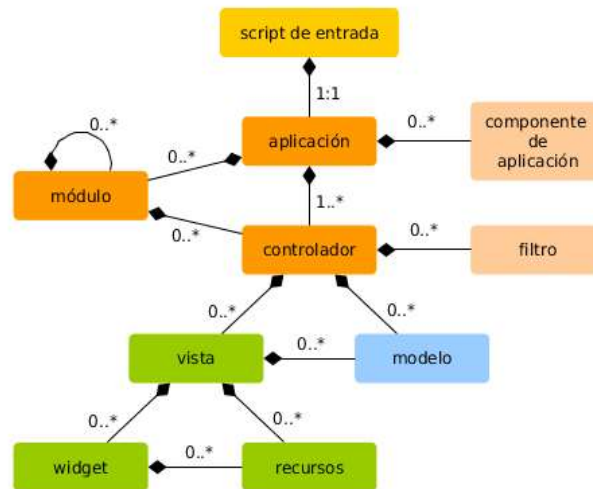 script de entrada
1:1
0..*
0..*
0..*
aplicación
componente
de
aplicación
módulo
1..*
0..*
0..*
controlador
filtro
0..*
0..*
0..*
vista
modelo
0..*
0..*
0..*
widget
recursos